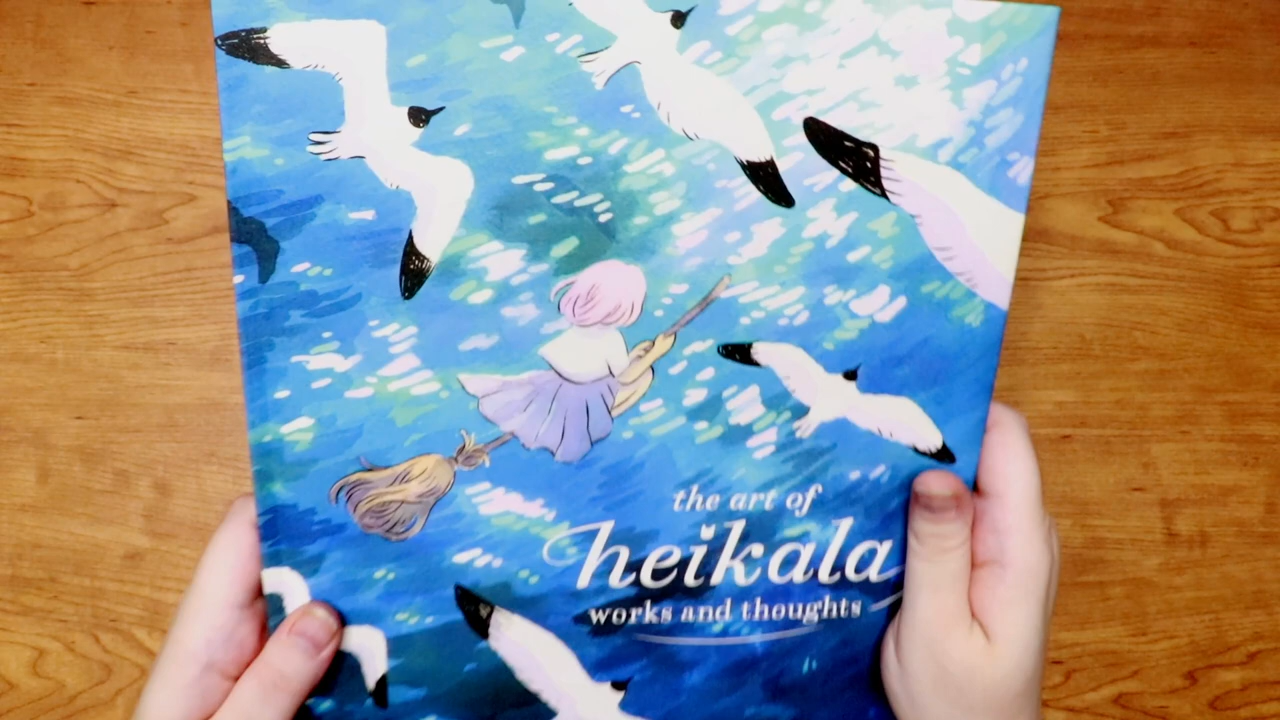 the art of
heikala
works and thoughts